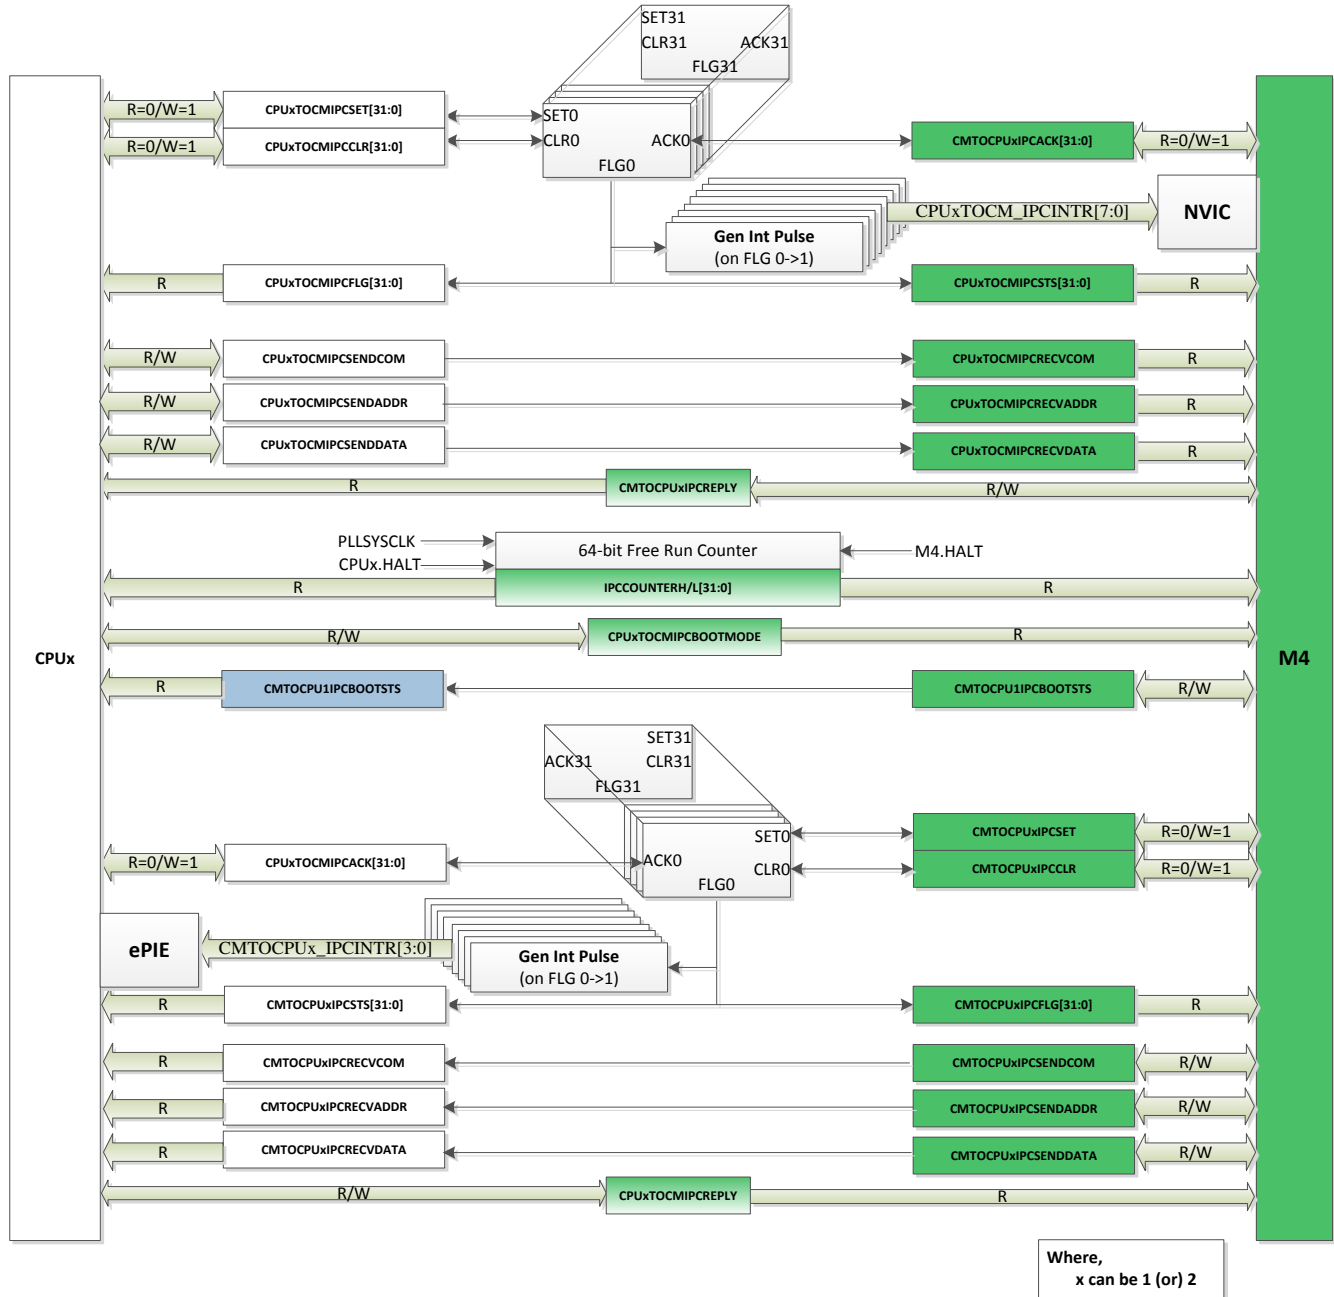 SET31
CLR31
ACK31
FLG31
R=0/W=1
CPUxTOCMIPCSET[31:0]
SET0
R=0/W=1
CPUxTOCMIPCCLR[31:0]
CLR0
ACK0
CMTOCPUxIPCACK[31:0]
R=0/W=1
FLG0
CPUxTOCM_IPCINTR[7:0]
NVIC
Gen Int Pulse
(on FLG 0->1)
R
CPUxTOCMIPCFLG[31:0]
CPUxTOCMIPCSTS[31:0]
R
R/W
CPUxTOCMIPCSENDCOM
CPUxTOCMIPCRECVCOM
R
R/W
CPUxTOCMIPCSENDADDR
CPUxTOCMIPCRECVADDR
R
R/W
CPUxTOCMIPCSENDDATA
CPUxTOCMIPCRECVDATA
R
R
CMTOCPUxIPCREPLY
R/W
PLLSYSCLK
64-bit Free Run Counter
M4.HALT
CPUx.HALT
R
IPCCOUNTERH/L[31:0]
R
R/W
CPUxTOCMIPCBOOTMODE
R
CPUx
M4
R
CMTOCPU1IPCBOOTSTS
CMTOCPU1IPCBOOTSTS
R/W
SET31
ACK31
CLR31
FLG31
SET0
CMTOCPUxIPCSET
R=0/W=1
R=0/W=1
CPUxTOCMIPCACK[31:0]
ACK0
CLR0
CMTOCPUxIPCCLR
R=0/W=1
FLG0
ePIE
CMTOCPUx_IPCINTR[3:0]
Gen Int Pulse
(on FLG 0->1)
R
CMTOCPUxIPCSTS[31:0]
CMTOCPUxIPCFLG[31:0]
R
R
CMTOCPUxIPCRECVCOM
CMTOCPUxIPCSENDCOM
R/W
R
CMTOCPUxIPCRECVADDR
CMTOCPUxIPCSENDADDR
R/W
R
CMTOCPUxIPCRECVDATA
CMTOCPUxIPCSENDDATA
R/W
R/W
CPUxTOCMIPCREPLY
R
Where,
x can be 1 (or) 2